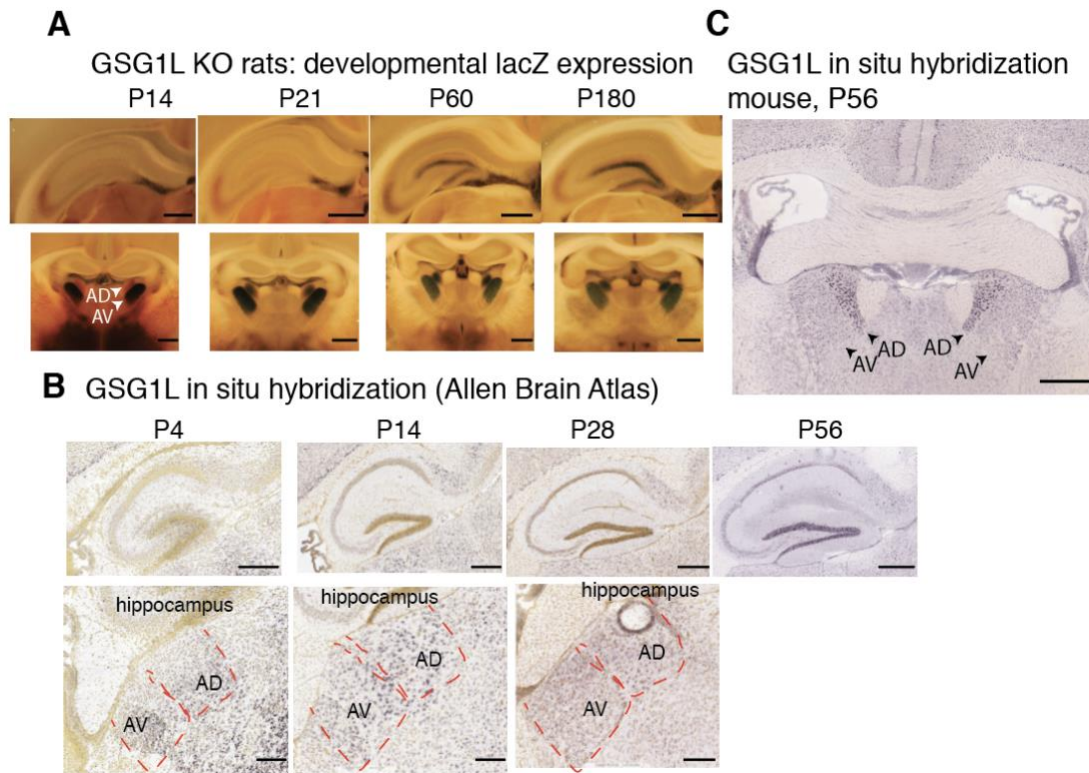 A
GSG1L KO rats: developmental lacZ expression
P14 P21 P60 P180
AD
AV
C
GSG1L in situ hybridization
mouse, P56
AD AD
AV AV
B GSG1L in situ hybridization (Allen Brain Atlas)
P4 P14 P28 P56
hippocampus hippocampus hippocampus
AD AD AD
AV AV AV